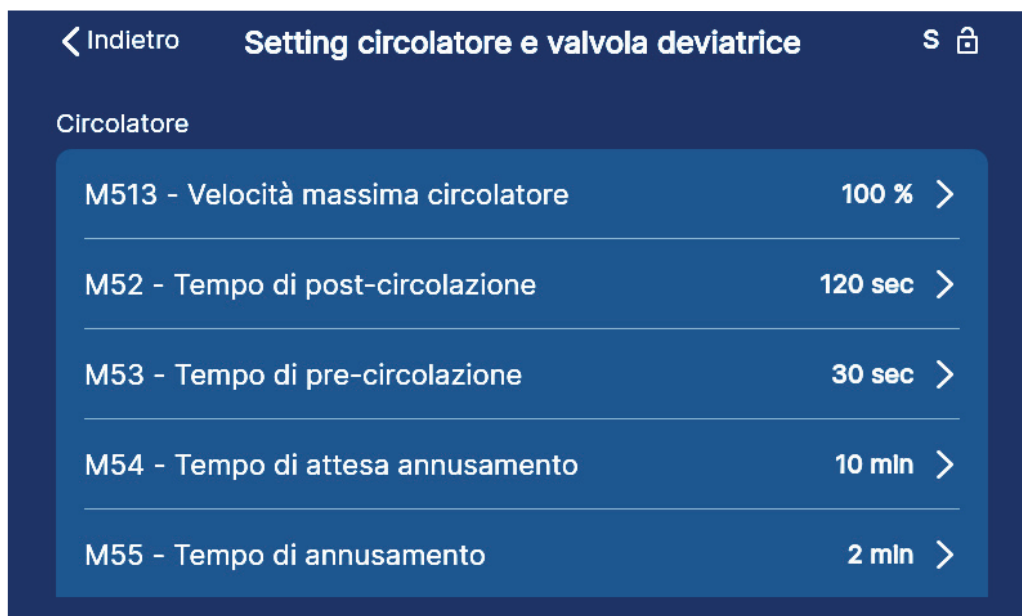 Indietro Setting circolatore e valvola deviatrice S
Circolatore
M513 - Velocità massima circolatore 100 %
M52 - Tempo di post-circolazione 120 sec
M53 - Tempo di pre-circolazione 30 sec
M54 - Tempo di attesa annusamento 10 min
M55 - Tempo di annusamento 2 min